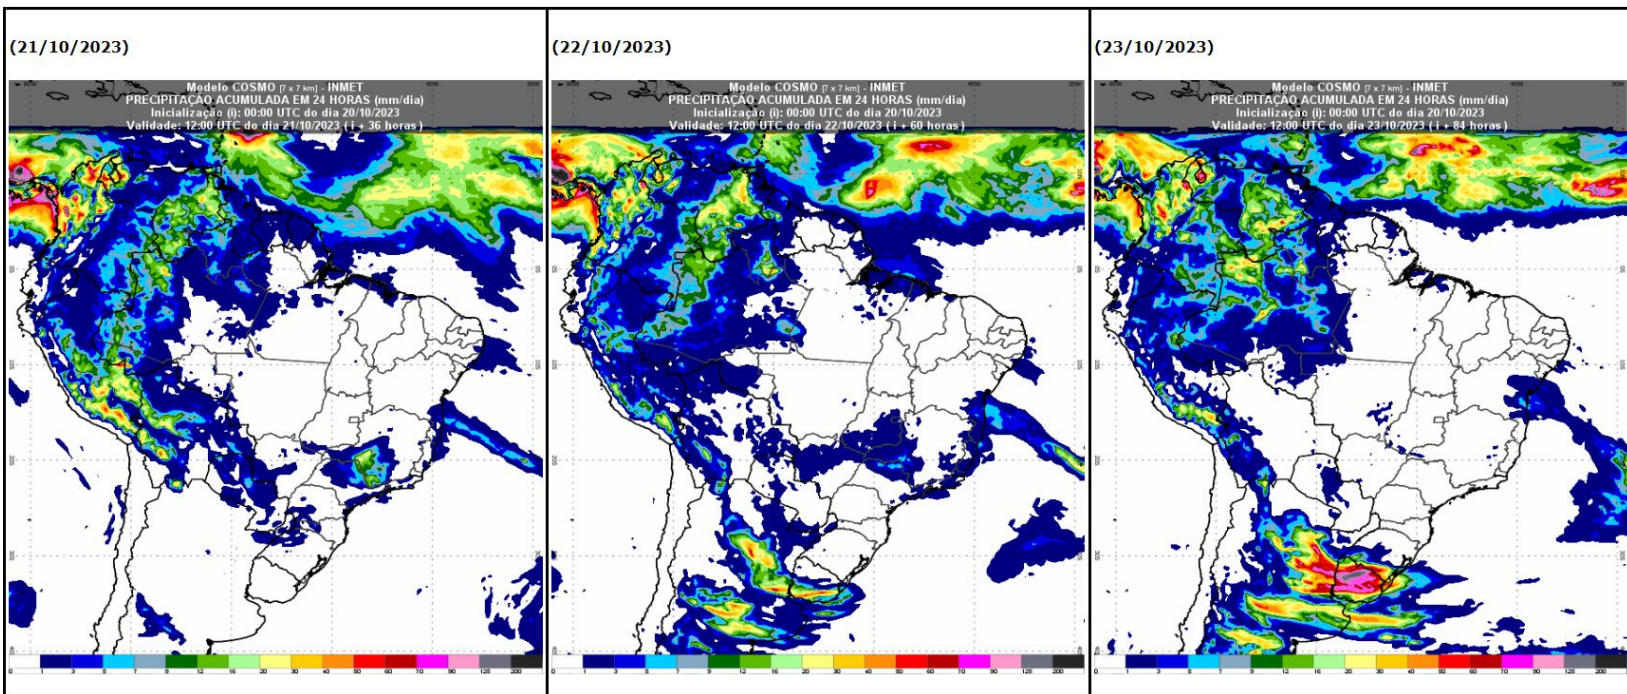 (21/10/2023)
Modelo COSMO [7 x 7 km] - INMET
PRECIPITAÇÃO ACUMULADA EM 24 HORAS (mm/dia)
Inicialização (i): 00:00 UTC do dia 20/10/2023
Validade: 12:00 UTC do dia 21/10/2023 ( i + 36 horas )
(22/10/2023)
Modelo COSMO [7 x 7 km] - INMET
PRECIPITAÇÃO ACUMULADA EM 24 HORAS (mm/dia)
Inicialização (i): 00:00 UTC do dia 20/10/2023
Validade: 12:00 UTC do dia 22/10/2023 ( i + 60 horas )
(23/10/2023)
Modelo COSMO [7 x 7 km] - INMET
PRECIPITAÇÃO ACUMULADA EM 24 HORAS (mm/dia)
Inicialização (i): 00:00 UTC do dia 20/10/2023
Validade: 12:00 UTC do dia 23/10/2023 ( i + 84 horas )